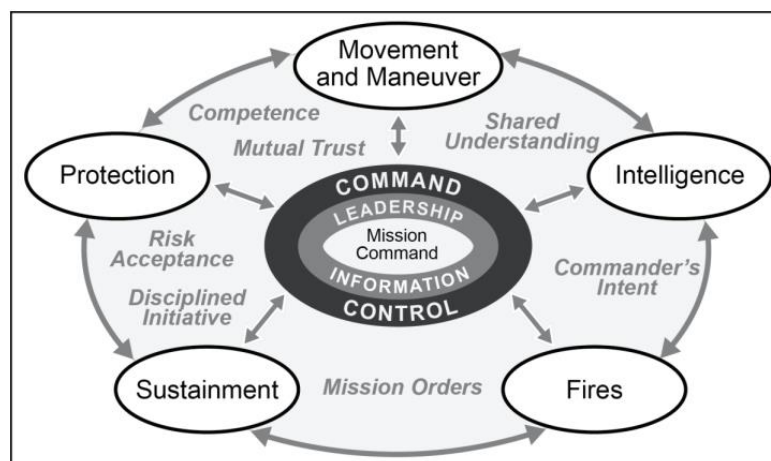 Movement
and Maneuver
Competence
Mutual Trust
Shared
Understanding
Protection
Intelligence
COMMAND
LEADERSHIP
Mission
Command
INFORMATION
CONTROL
Risk
Acceptance
Disciplined
Initiative
Commander's
Intent
Sustainment
Mission Orders
Fires